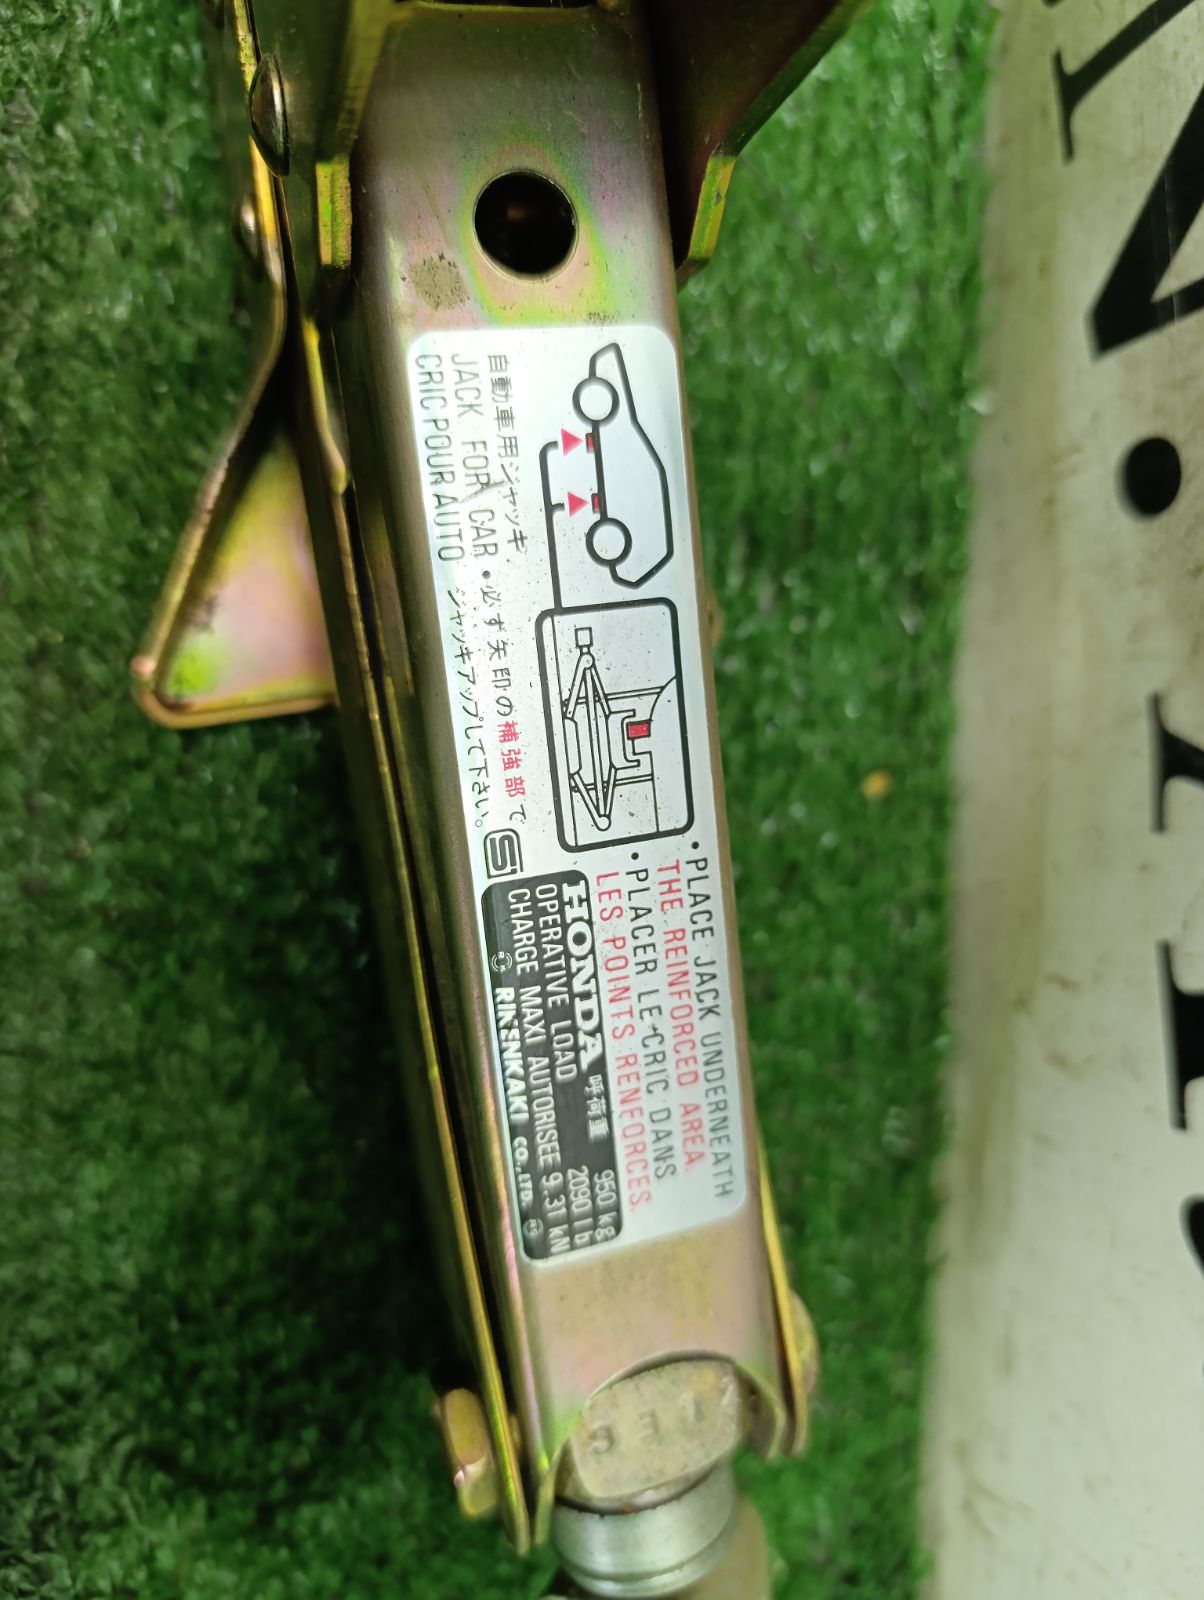 自動車用ジャッキ
JACK FOR CAR
CRIC POUR AUTO
・必ず矢印の補強部で
ジャッキアップして下さい。
• PLACE JACK UNDERNEATH
THE REINFORCED AREA.
• PLACER LE CRIC DANS
LES POINTS RENFORCES.
HONDA 呼荷重 950 kg
OPERATIVE LOAD 2090 lb
CHARGE MAXI AUTORISEE 9.31 kN
RIKENKAKI CO.,LTD.